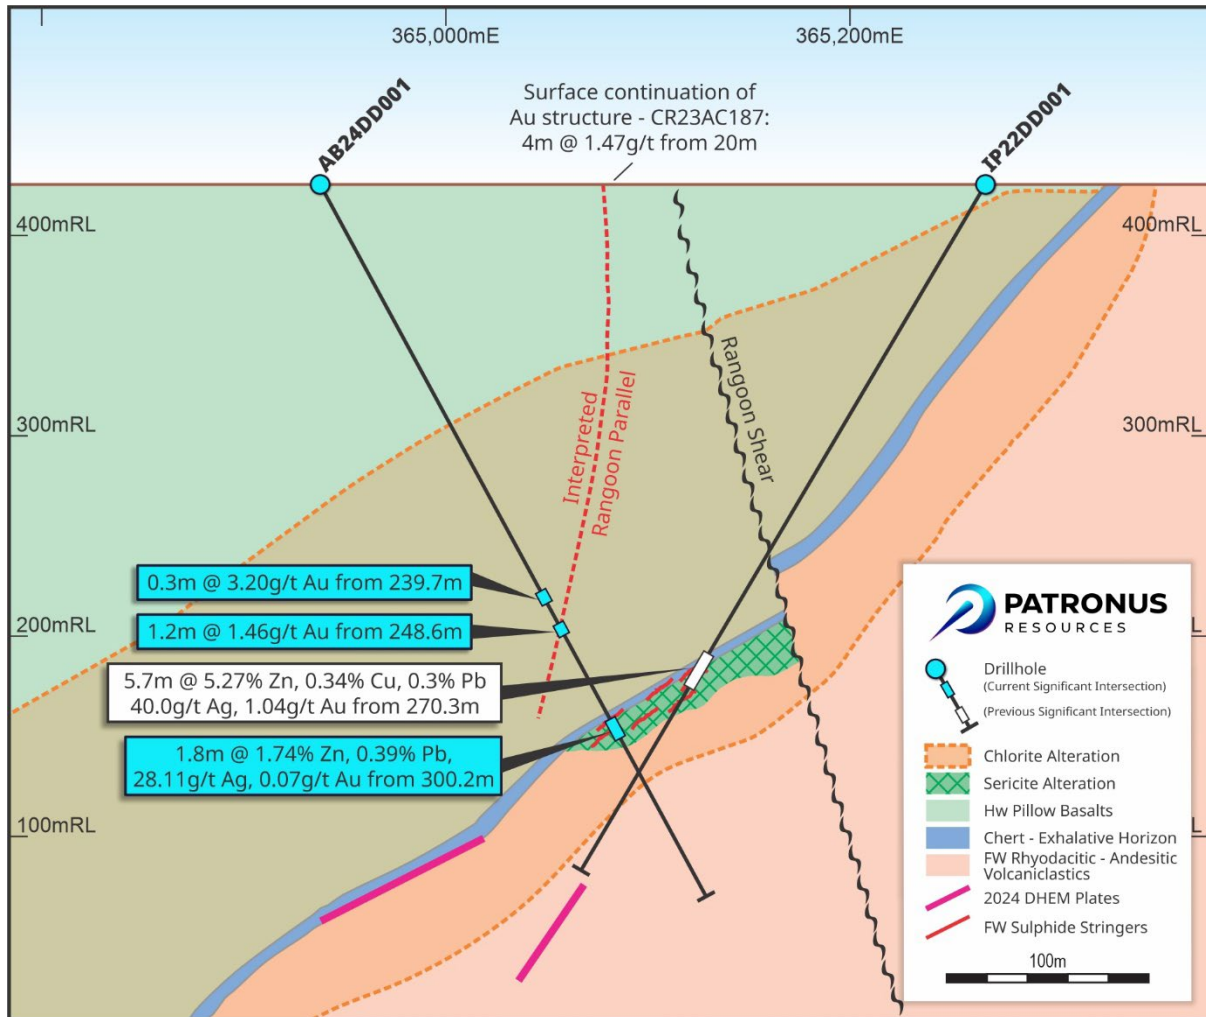 365,000mE
365,200mE
AB24DD001
Surface continuation of
Au structure - CR23AC187:
4m @ 1.47g/t from 20m
IP22DD001
400mRL
400mRL
Rangoon Shear
300mRL
300mRL
Interpreted
Rangoon Parallel
0.3m @ 3.20g/t Au from 239.7m
200mRL
1.2m @ 1.46g/t Au from 248.6m
5.7m @ 5.27% Zn, 0.34% Cu, 0.3% Pb
40.0g/t Ag, 1.04g/t Au from 270.3m
1.8m @ 1.74% Zn, 0.39% Pb,
28.11g/t Ag, 0.07g/t Au from 300.2m
100mRL
PATRONUS
RESOURCES
Drillhole
(Current Significant Intersection)
(Previous Significant Intersection)
Chlorite Alteration
Sericite Alteration
Hw Pillow Basalts
Chert - Exhalative Horizon
FW Rhyodacitic - Andesitic
Volcaniclastics
2024 DHEM Plates
FW Sulphide Stringers
100m